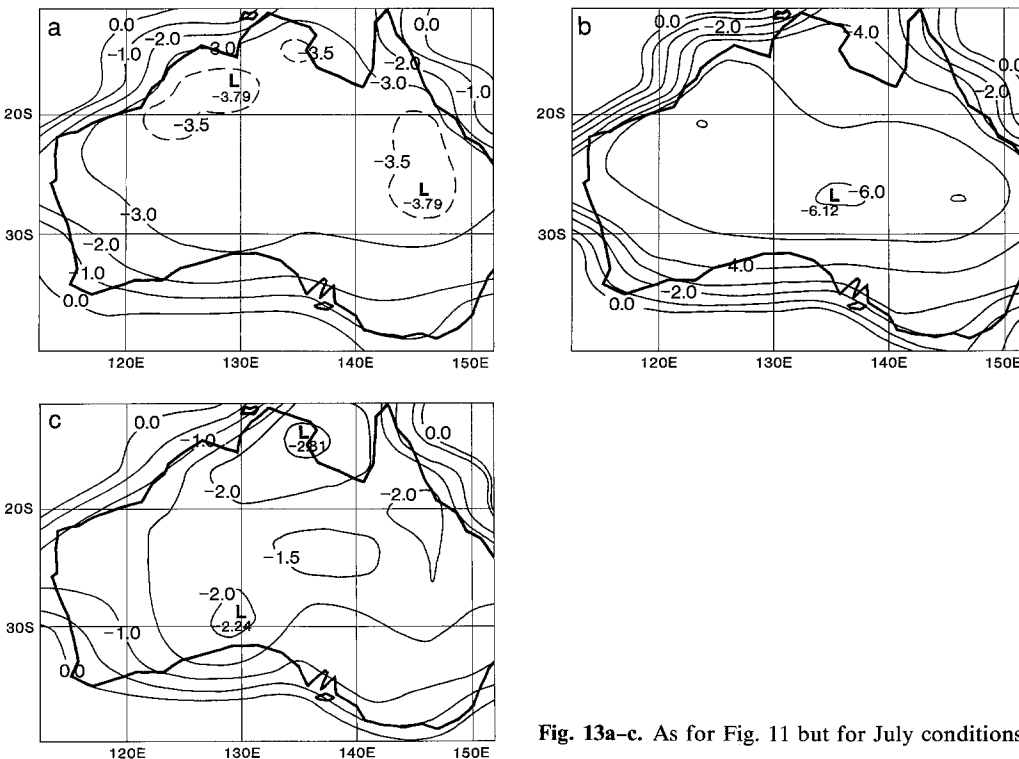 a
0.0
−1.0
−2.0
−3.0
−3.5
0.0
−2.0
−3.0
−1.0
L
−3.79
−3.5
20S
−3.5
L
−3.79
−3.0
30S
−2.0
−1.0
0.0
120E 130E 140E 150E
b
0.0
−2.0
−4.0
0.0
−2.0
20S
L
−6.0
−6.12
30S
4.0
−2.0
0.0
120E 130E 140E 150E
c
0.0
−1.0
L
−2.81
0.0
−2.0
−2.0
20S
−1.5
−2.0
L
−2.24
30S
−1.0
0.0
120E 130E 140E 150E
Fig. 13a–c. As for Fig. 11 but for July conditions